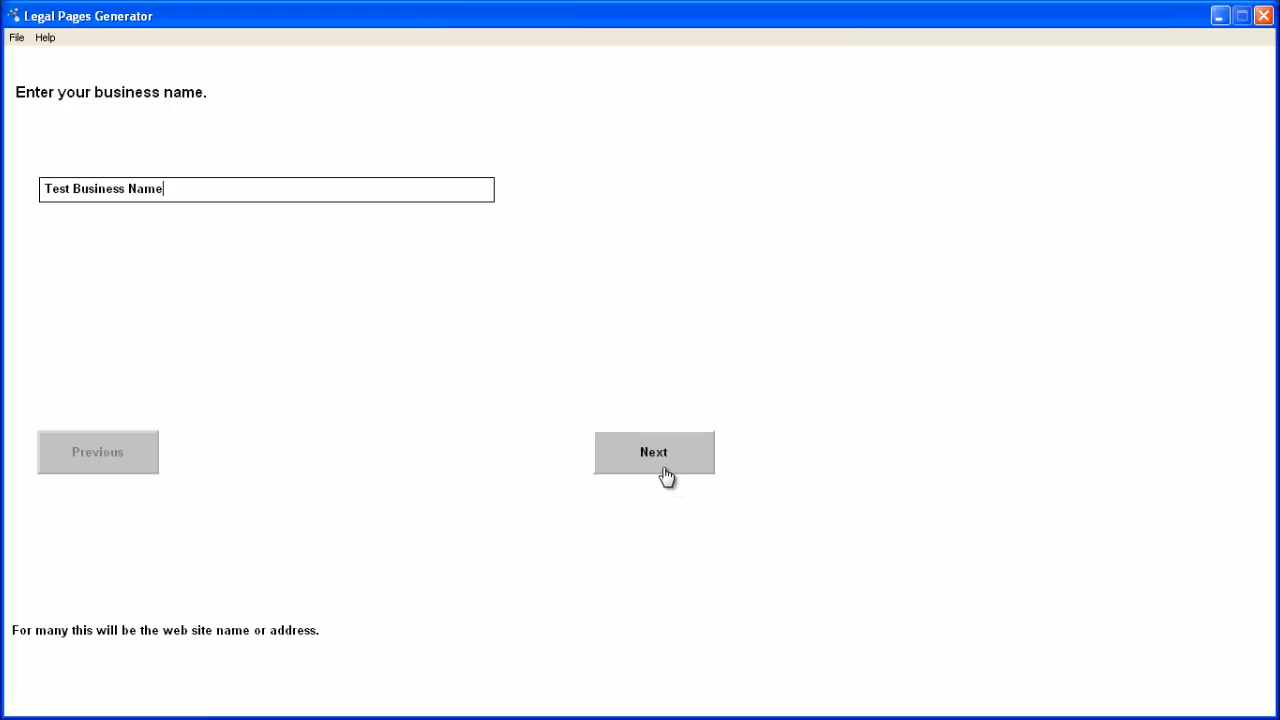 Legal Pages Generator
File Help
Enter your business name.
Test Business Name
Previous
Next
For many this will be the web site name or address.